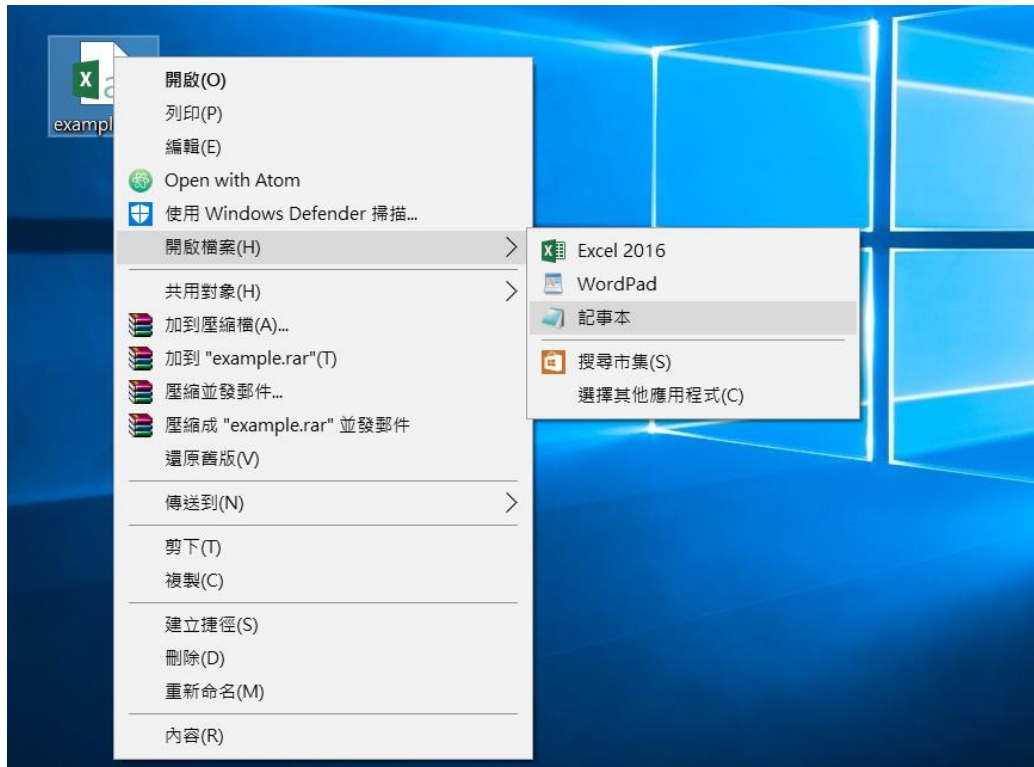 exampl
開啟(O)
列印(P)
編輯(E)
Open with Atom
使用 Windows Defender 掃描...
開啟檔案(H)
共用對象(H)
加到壓縮檔(A)...
加到 "example.rar"(T)
壓縮並發郵件...
壓縮成 "example.rar" 並發郵件
還原舊版(V)
傳送到(N)
剪下(T)
複製(C)
建立捷徑(S)
刪除(D)
重新命名(M)
內容(R)
Excel 2016
WordPad
記事本
搜尋市集(S)
選擇其他應用程式(C)